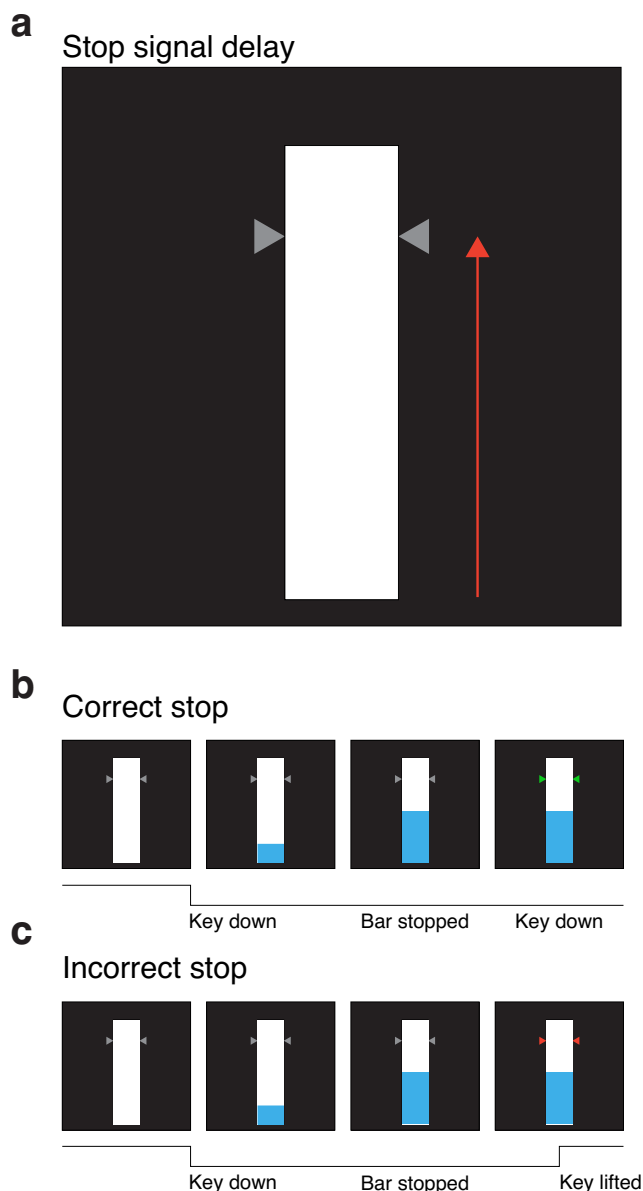 a
Stop signal delay
b
Correct stop
Key down Bar stopped Key down
c
Incorrect stop
Key down Bar stopped Key lifted